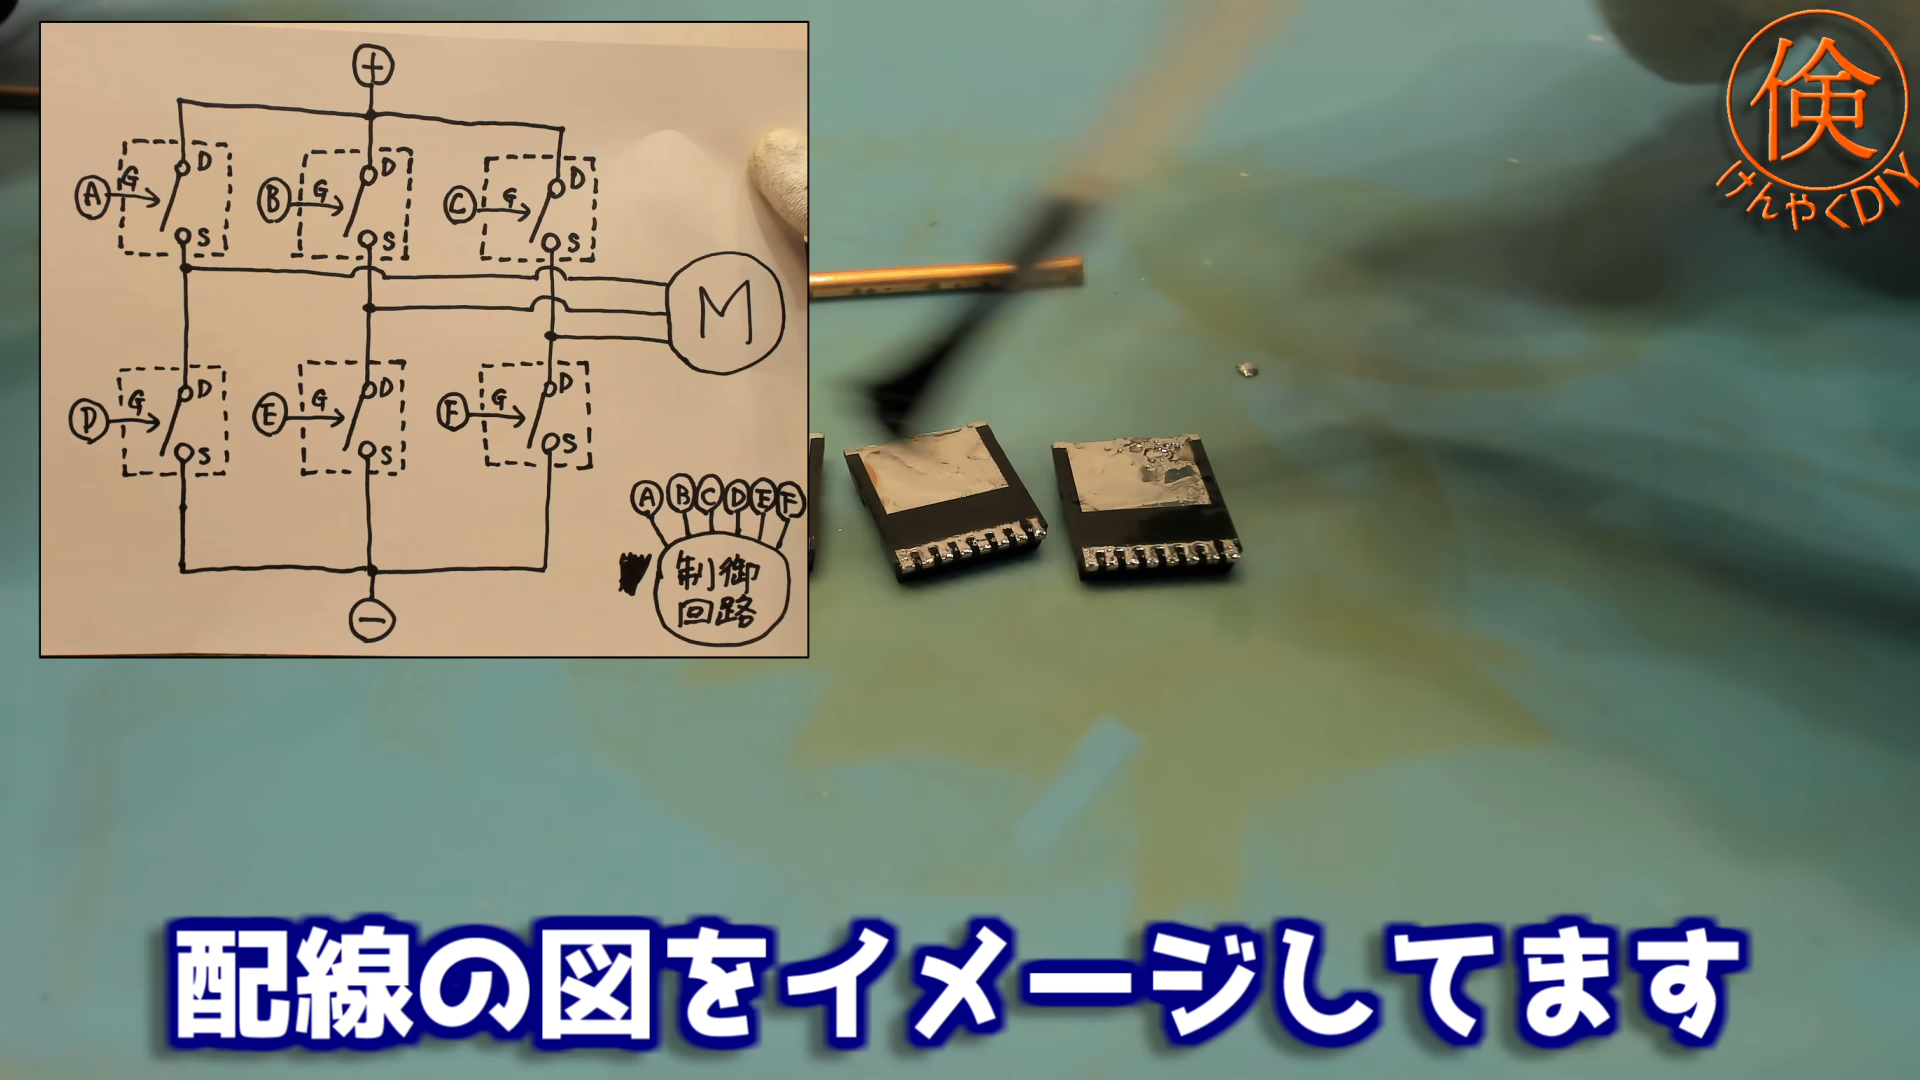 +
A G D S
B G D S
C G D S
M
D G D S
E G D S
F G D S
A B C D E F
制御
回路
−
倹
けんやくDIY
配線の図をイメージしてます